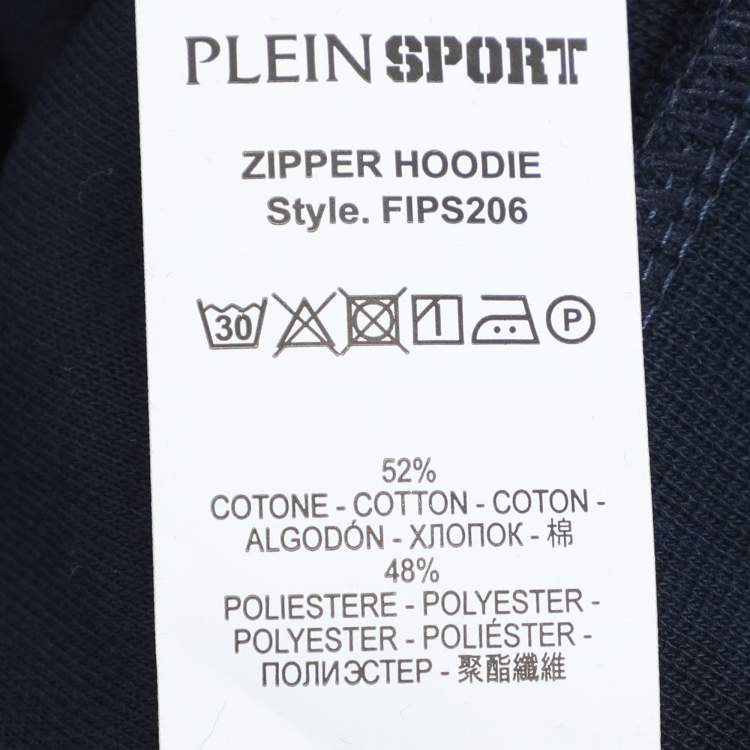 PLEIN SPORT
ZIPPER HOODIE
Style. FIPS206
30 P
52%
COTONE - COTTON - COTON -
ALGODÓN - ХЛОПОК - 棉
48%
POLIESTERE - POLYESTER -
POLYESTER - POLIÉSTER -
ПОЛИЭСТЕР - 聚酯纖維